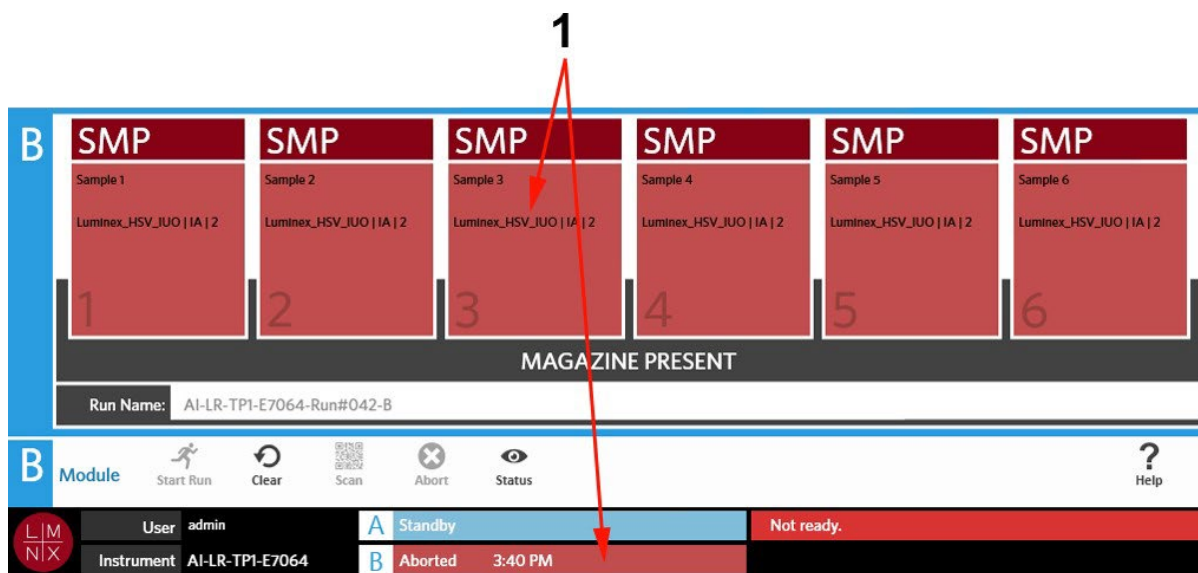 1
B
SMP SMP SMP SMP SMP SMP
Sample 1 Sample 2 Sample 3 Sample 4 Sample 5 Sample 6
Luminex_HSV_IUO | IA | 2 Luminex_HSV_IUO | IA | 2 Luminex_HSV_IUO | IA | 2 Luminex_HSV_IUO | IA | 2 Luminex_HSV_IUO | IA | 2 Luminex_HSV_IUO | IA | 2
1 2 3 4 5 6
MAGAZINE PRESENT
Run Name: AI-LR-TP1-E7064-Run#042-B
B Module Start Run Clear Scan Abort Status Help
LM
NX
User admin A Standby Not ready.
Instrument AI-LR-TP1-E7064 B Aborted 3:40 PM